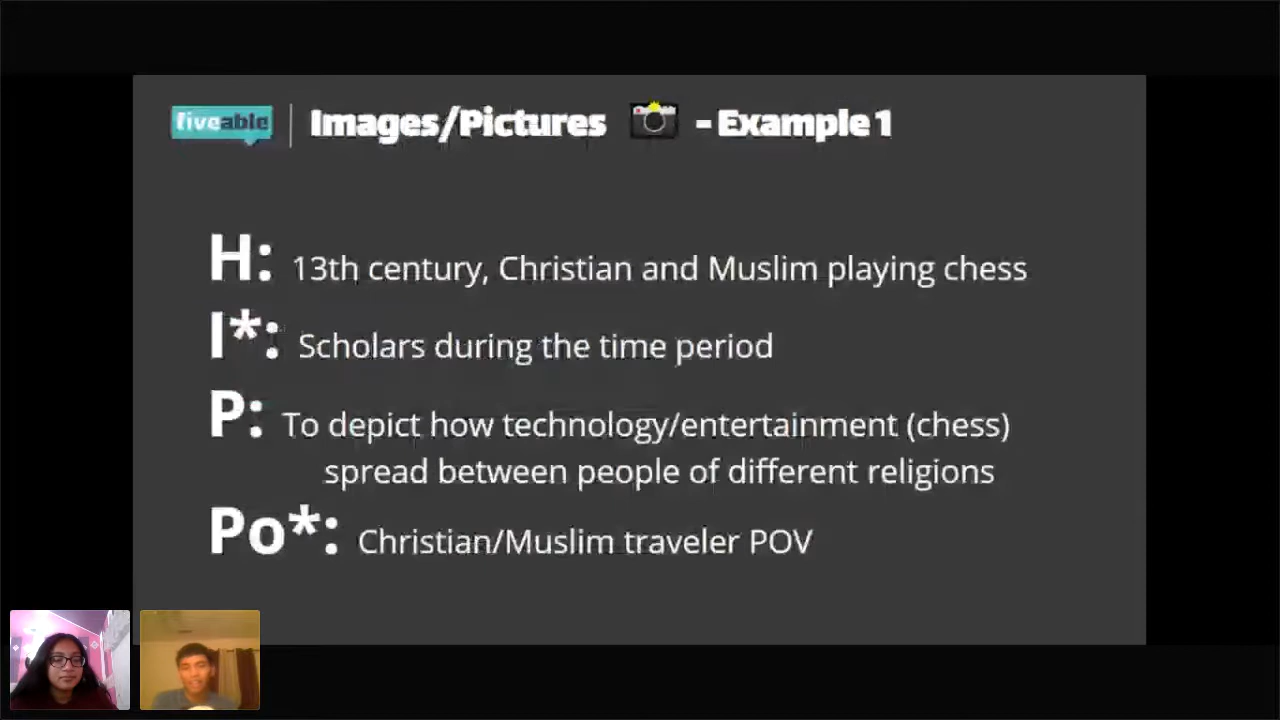 fiveable | Images/Pictures - Example 1
H: 13th century, Christian and Muslim playing chess
I*: Scholars during the time period
P: To depict how technology/entertainment (chess)
spread between people of different religions
Po*: Christian/Muslim traveler POV